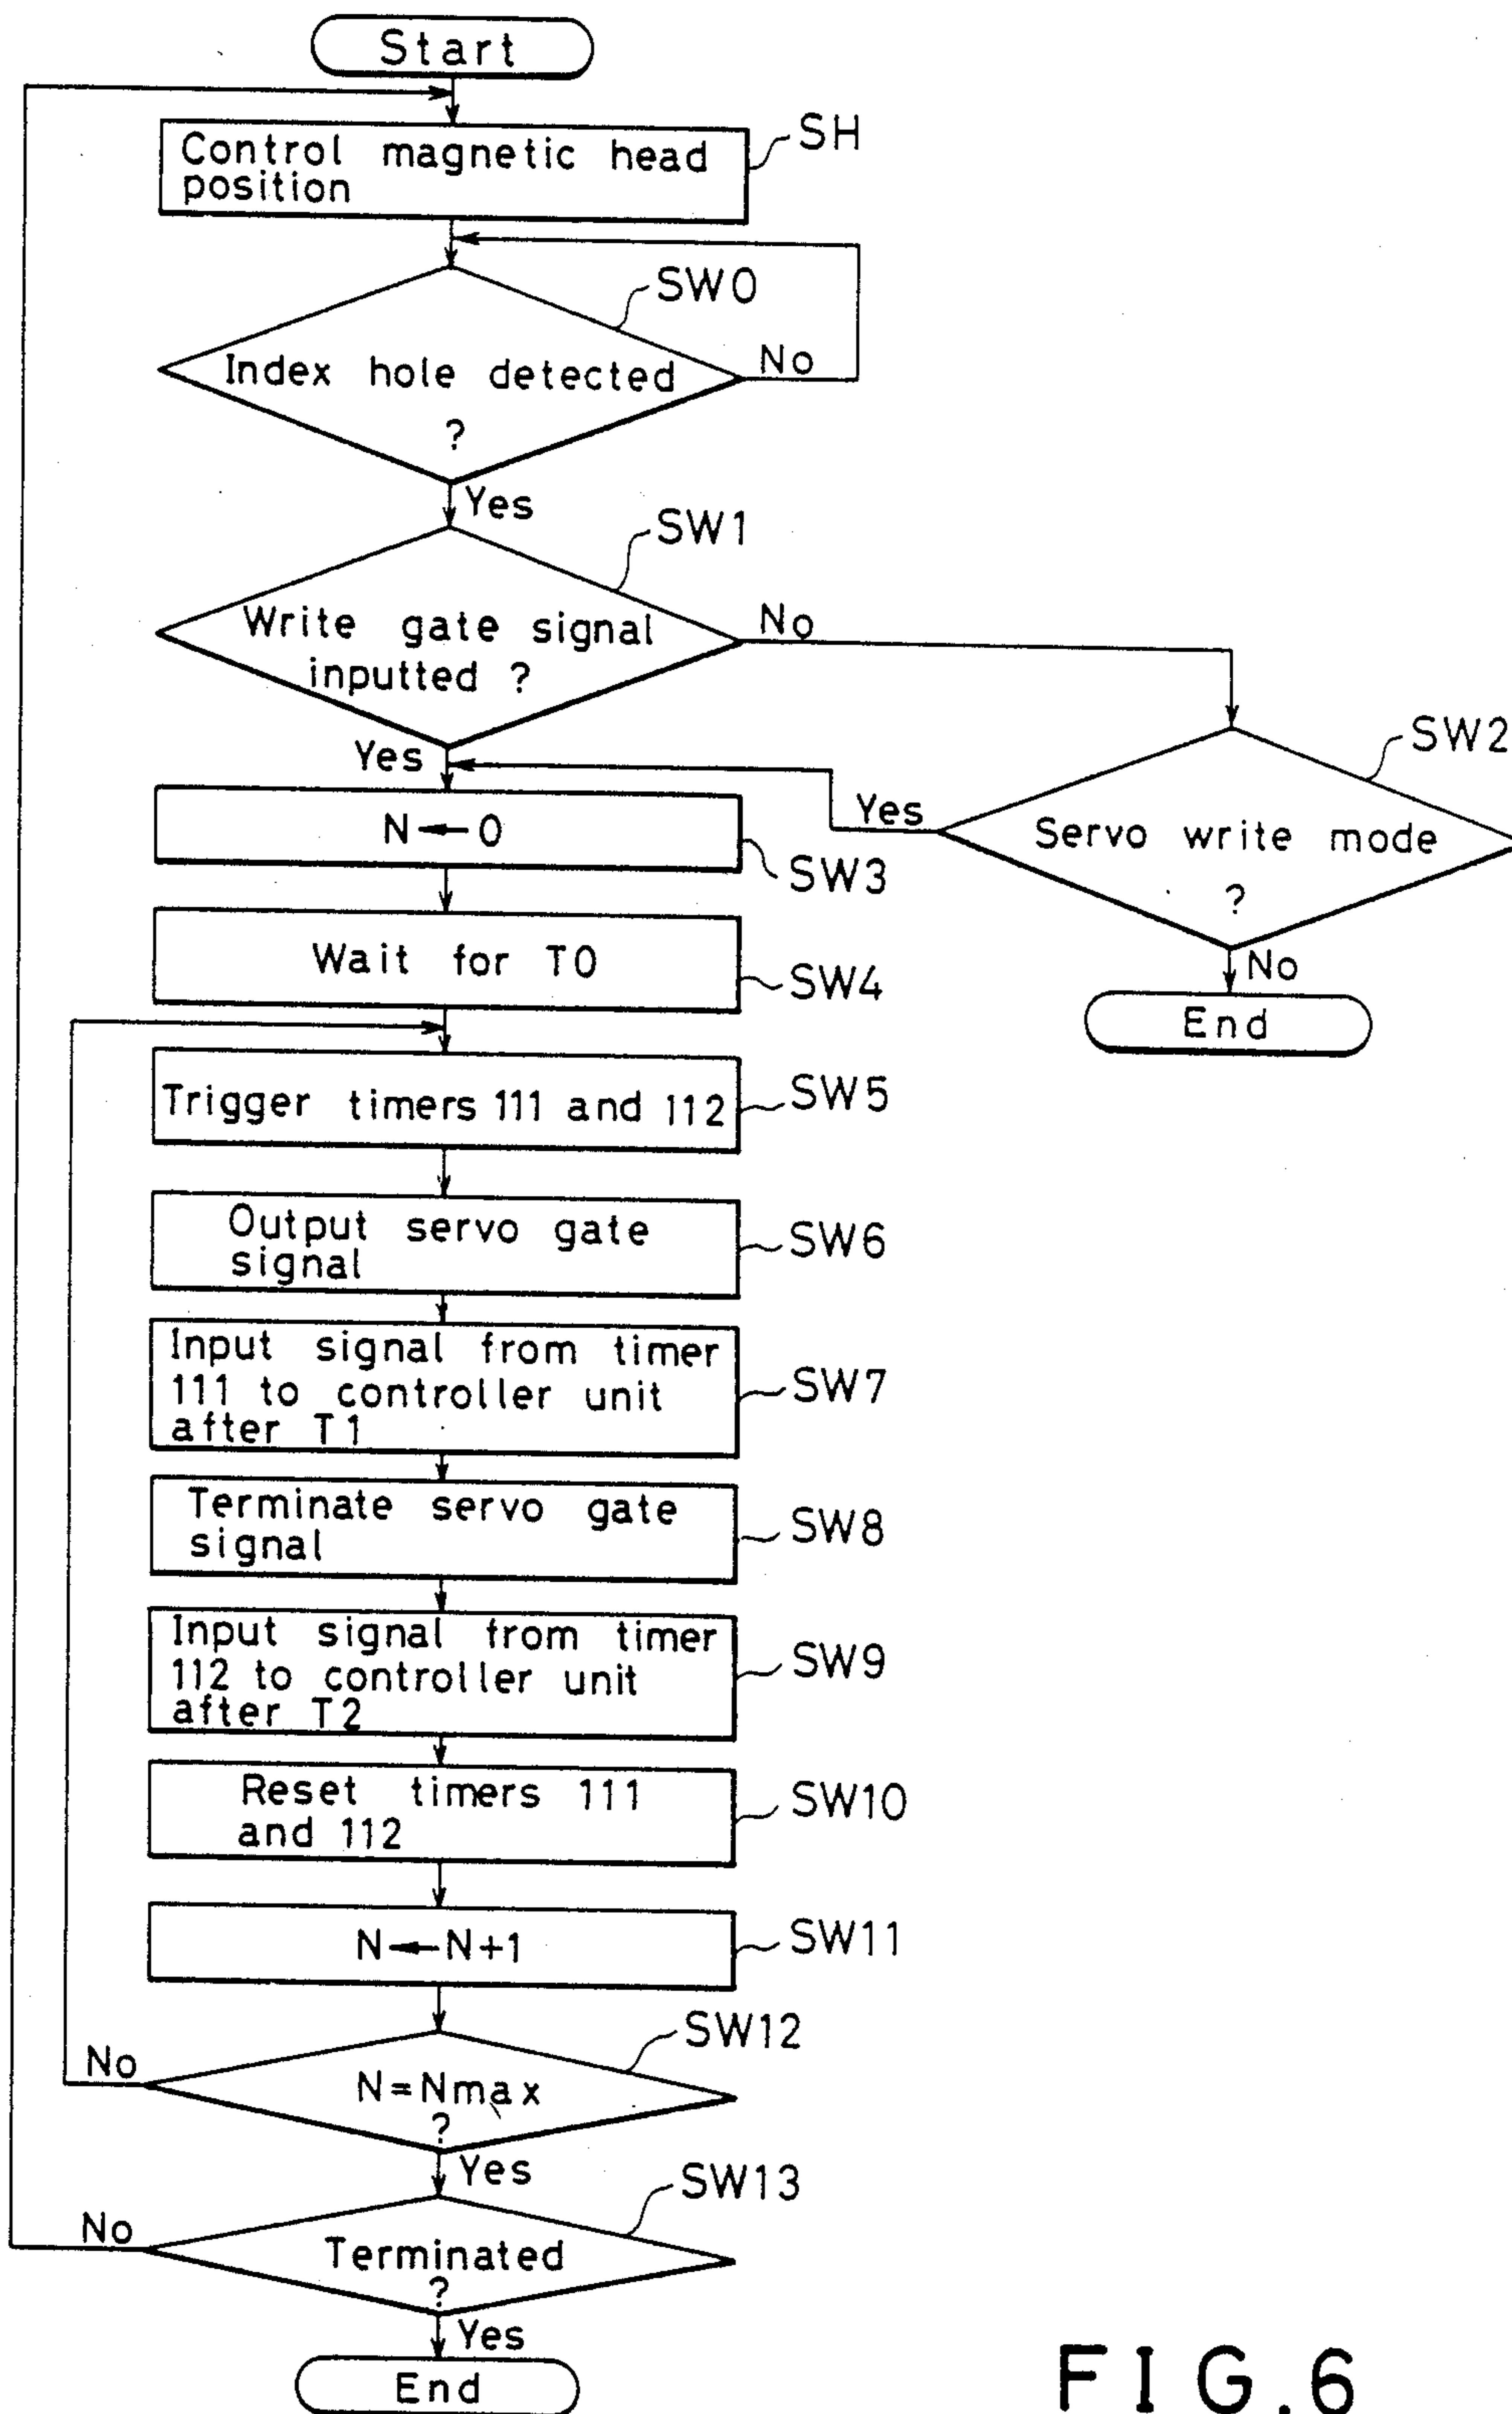 Start
Control magnetic head
position
SH
SW0
Index hole detected
?
No
Yes
SW1
Write gate signal
inputted ?
No
Yes
SW2
Servo write mode
?
Yes
No
End
N←0
SW3
Wait for T0
SW4
Trigger timers 111 and 112
SW5
Output servo gate
signal
SW6
Input signal from timer
111 to controller unit
after T1
SW7
Terminate servo gate
signal
SW8
Input signal from timer
112 to controller unit
after T2
SW9
Reset timers 111
and 112
SW10
N←N+1
SW11
SW12
No
N=Nmax
?
Yes
SW13
No
Terminated
?
Yes
End
FIG.6